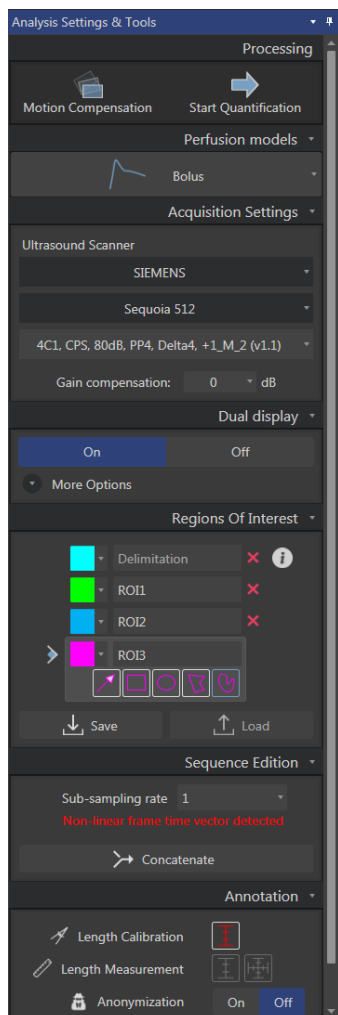 Analysis Settings & Tools
Processing
Motion Compensation
Start Quantification
Perfusion models
Bolus
Acquisition Settings
Ultrasound Scanner
SIEMENS
Sequoia 512
4C1, CPS, 80dB, PP4, Delta4, +1_M_2 (v1.1)
Gain compensation: 0 dB
Dual display
On Off
More Options
Regions Of Interest
Delimitation
ROI1
ROI2
ROI3
Save Load
Sequence Edition
Sub-sampling rate 1
Non-linear frame time vector detected
Concatenate
Annotation
Length Calibration
Length Measurement
Anonymization On Off